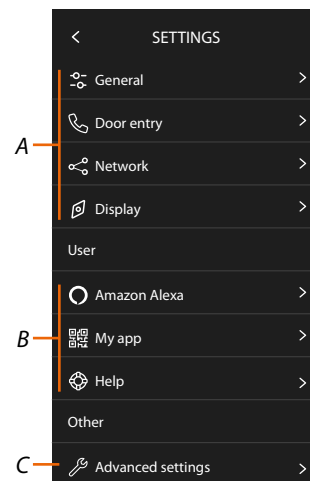 SETTINGS
General
Door entry
A
Network
Display
User
Amazon Alexa
B
My app
Help
Other
C
Advanced settings